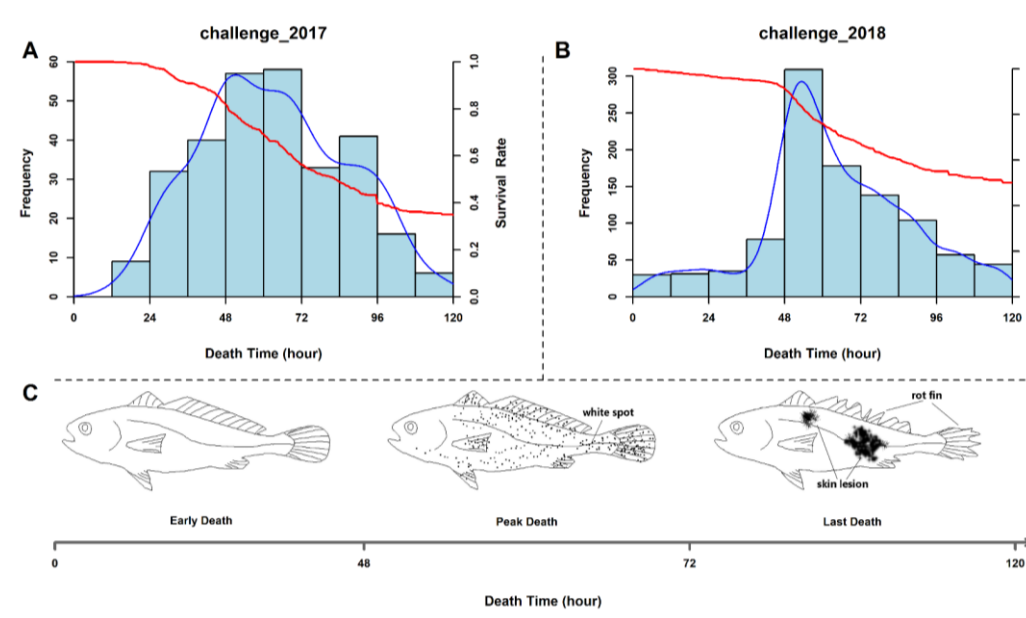 challenge_2017
A
60
50
40
30
20
10
0
Frequency
1.0
0.8
0.6
0.4
0.2
0.0
Survival Rate
0 24 48 72 96 120
Death Time (hour)
challenge_2018
B
300
250
200
150
100
50
0
Frequency
0 24 48 72 96 120
Death Time (hour)
C
white spot
rot fin
skin lesion
Early Death
Peak Death
Last Death
0 48 72 120
Death Time (hour)